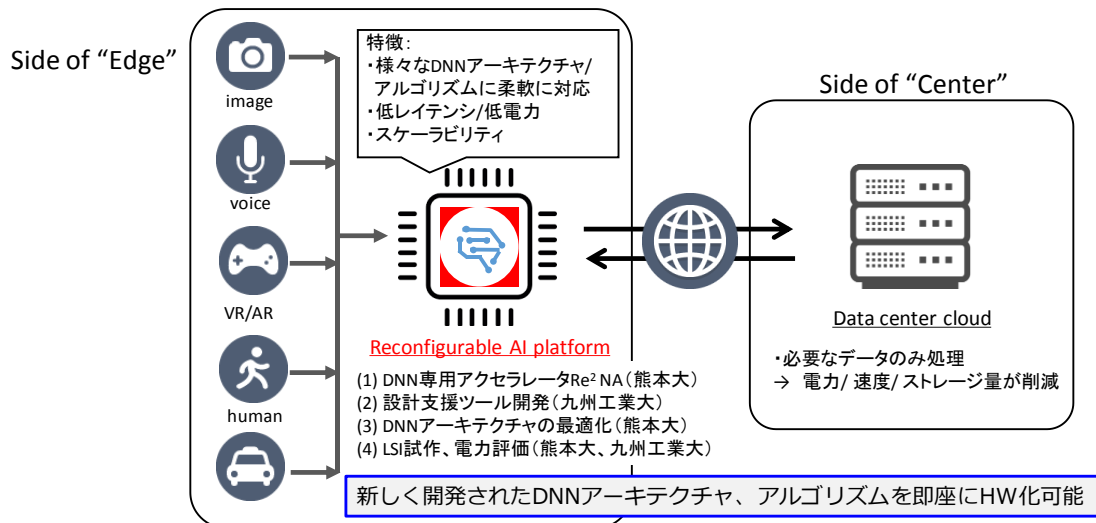 Side of “Edge”
image
voice
VR/AR
human
特徴：
・様々なDNNアーキテクチャ/
アルゴリズムに柔軟に対応
・低レイテンシ/低電力
・スケーラビリティ
Reconfigurable AI platform
(1) DNN専用アクセラレータRe² NA（熊本大）
(2) 設計支援ツール開発（九州工業大）
(3) DNNアーキテクチャの最適化（熊本大）
(4) LSI試作、電力評価（熊本大、九州工業大）
Side of “Center”
Data center cloud
・必要なデータのみ処理
→ 電力/ 速度/ ストレージ量が削減
新しく開発されたDNNアーキテクチャ、アルゴリズムを即座にHW化可能